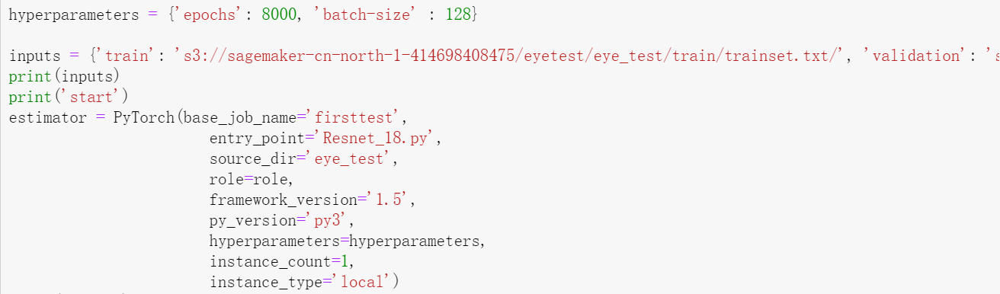 hyperparameters = {'epochs': 8000, 'batch-size' : 128}
inputs = {'train': 's3://sagemaker-cn-north-1-414698408475/eyetest/eye_test/train/trainset.txt/', 'validation': 's
print(inputs)
print('start')
estimator = PyTorch(base_job_name='firsttest',
entry_point='Resnet_18.py',
source_dir='eye_test',
role=role,
framework_version='1.5',
py_version='py3',
hyperparameters=hyperparameters,
instance_count=1,
instance_type='local')